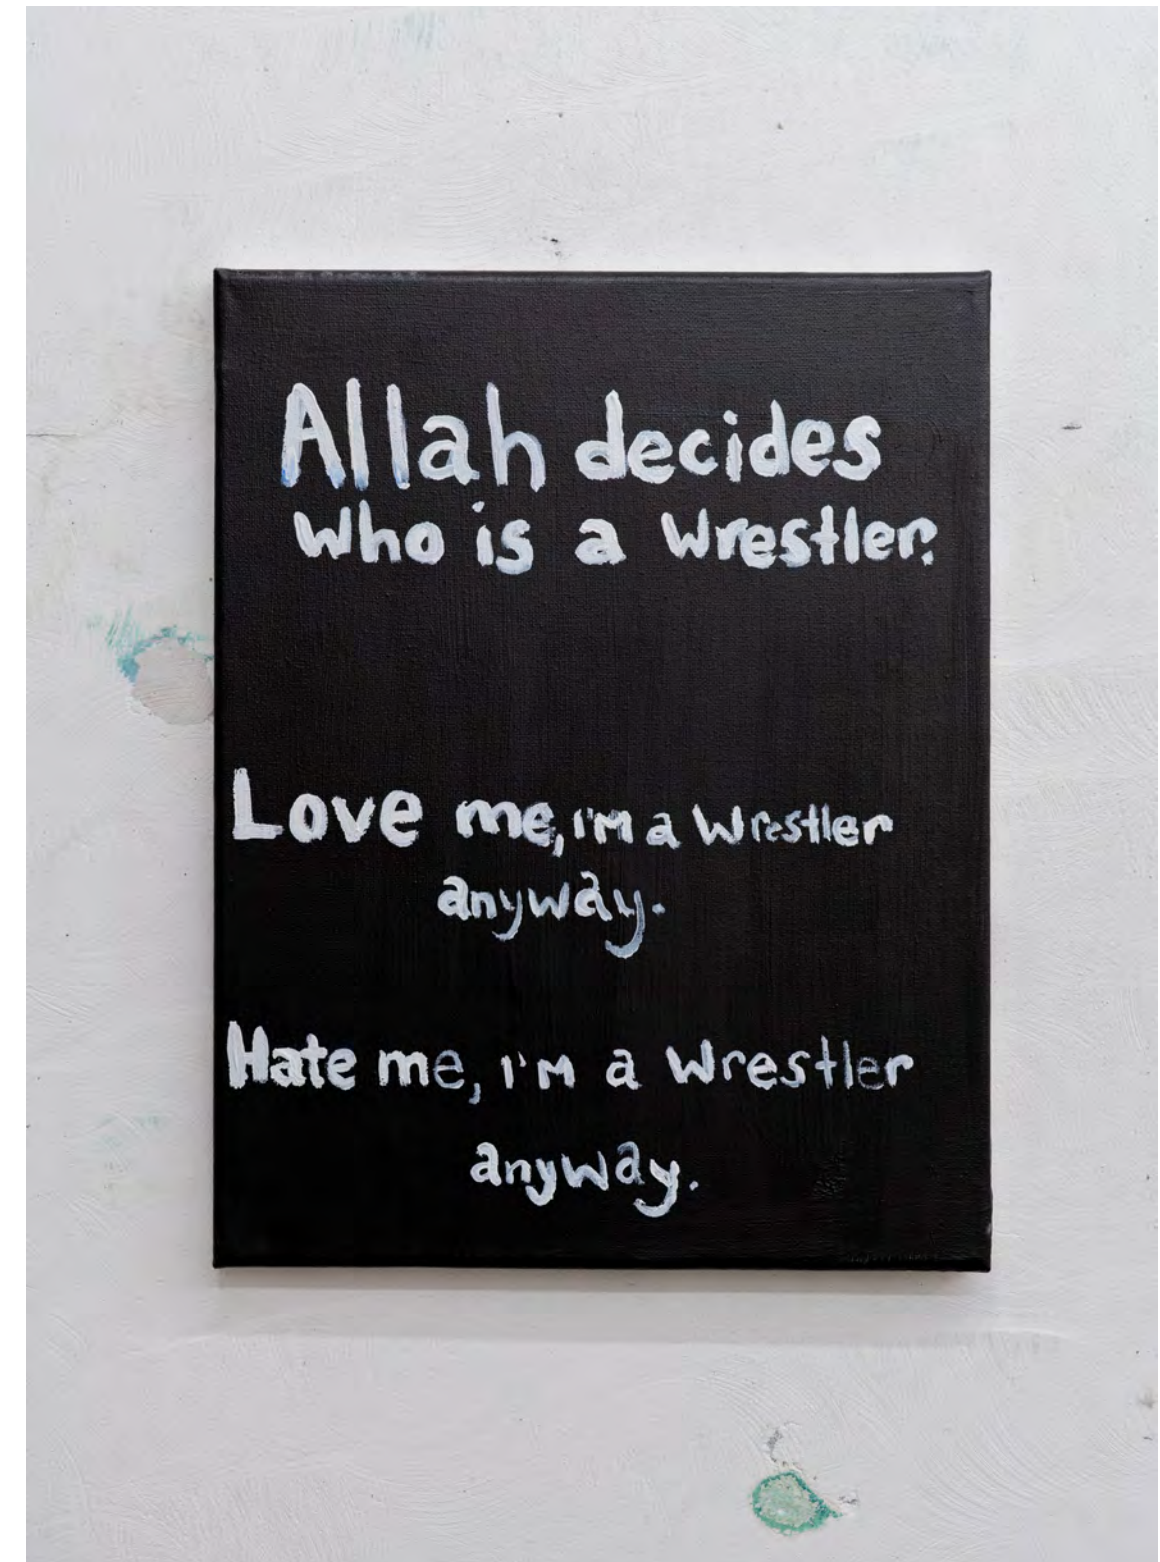 Allah decides
who is a wrestler.
Love me, I'm a wrestler
anyway.
Hate me, I'm a wrestler
anyway.